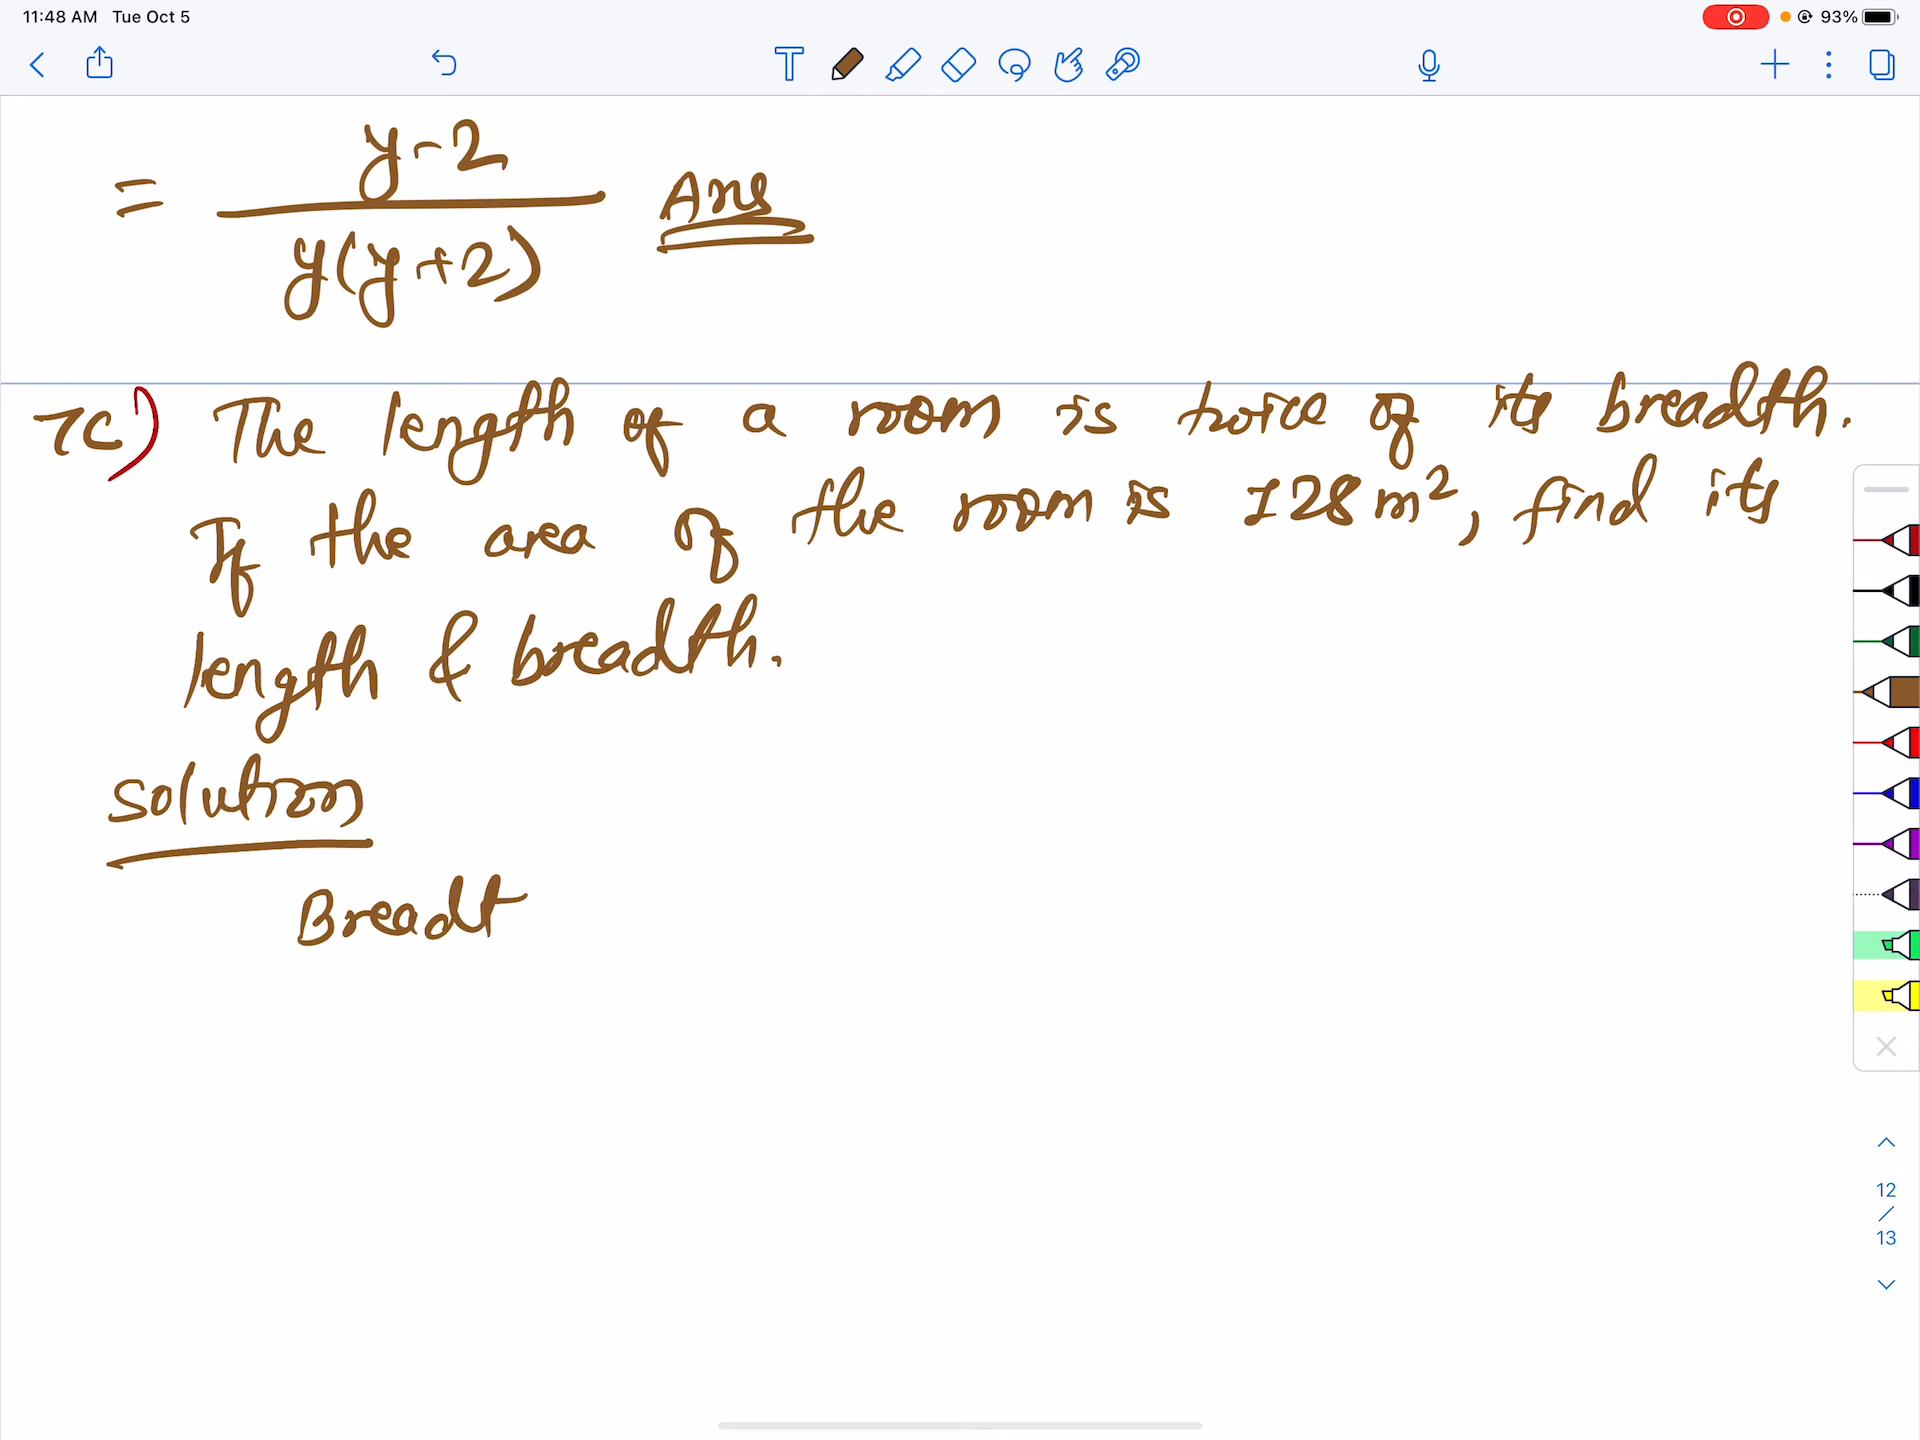 11:48 AM Tue Oct 5
93%
= y-2 / y(y+2) Ans
7c) The length of a room is twice of its breadth.
If the area of the room is 128 m², find its
length & breadth.
Solution
Breadt
12
/
13